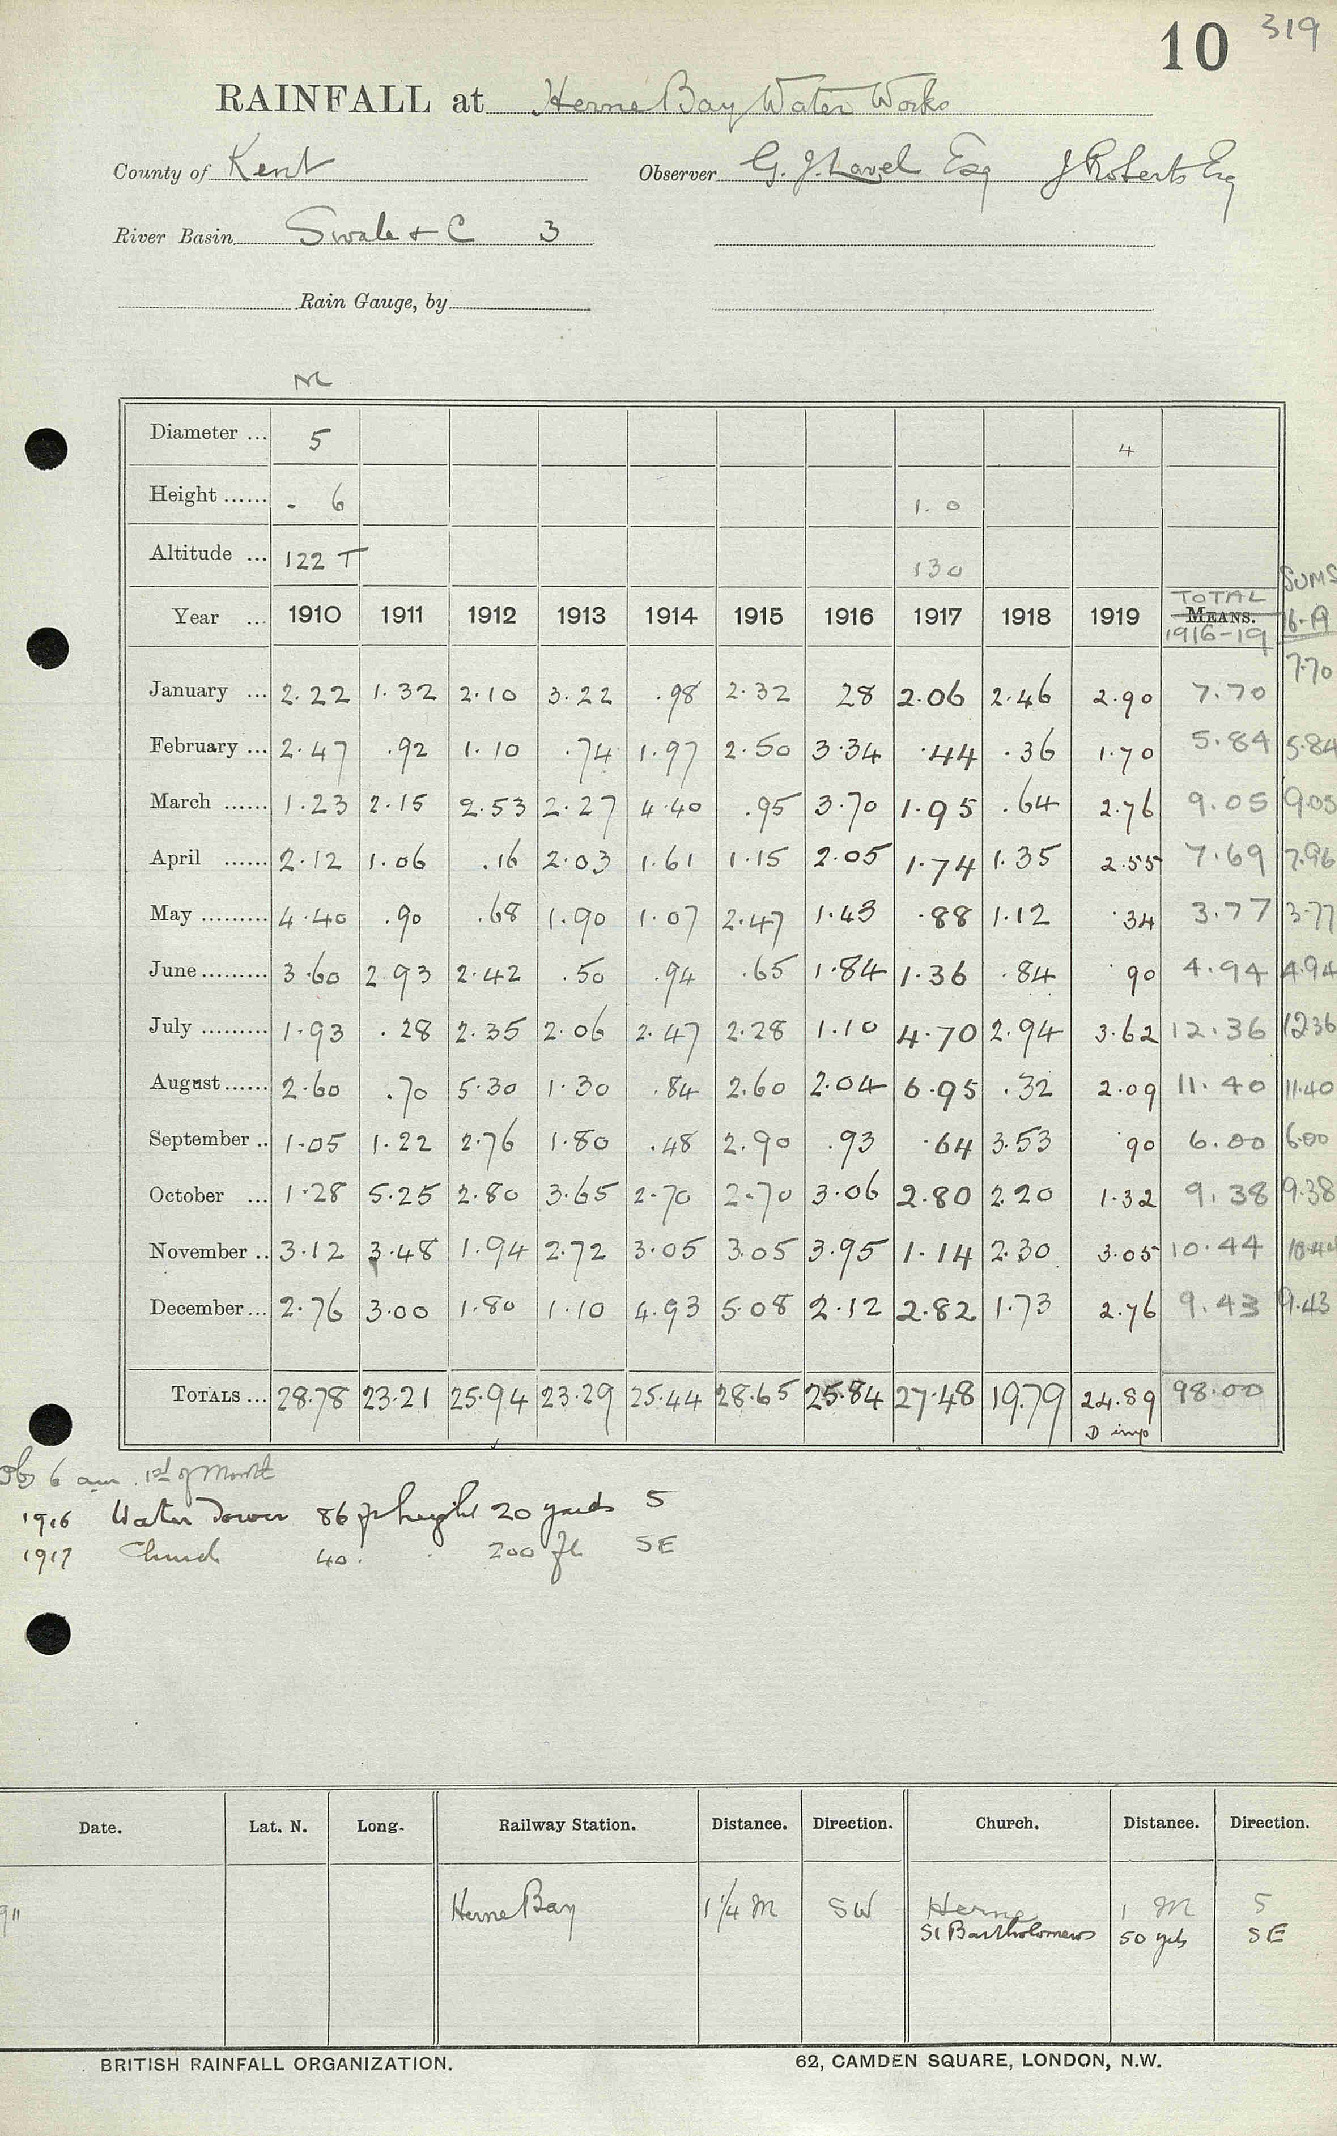 10 319
RAINFALL at Herne Bay Water Works
County of Kent Observer G. J. Lavel Esq J Roberts Esq
River Basin Swale & C 3
Rain Gauge, by
M
Diameter ... 5 4
Height ...... - 6 1. 0
Altitude ... 122 T 130
SUMS
Year ... 1910 1911 1912 1913 1914 1915 1916 1917 1918 1919 TOTAL MEANS. 1916-19 16-19
January ... 2.22 1.32 2.10 3.22 .98 2.32 28 2.06 2.46 2.90 7.70 7.70
February ... 2.47 .92 1.10 .74 1.97 2.50 3.34 .44 .36 1.70 5.84 5.84
March ...... 1.23 2.15 2.53 2.27 4.40 .95 3.70 1.95 .64 2.76 9.05 9.05
April ...... 2.12 1.06 .16 2.03 1.61 1.15 2.05 1.74 1.35 2.55 7.69 7.96
May ......... 4.40 .90 .68 1.90 1.07 2.47 1.43 .88 1.12 .34 3.77 3.77
June ......... 3.60 2.93 2.42 .50 .94 .65 1.84 1.36 .84 .90 4.94 4.94
July ......... 1.93 .28 2.35 2.06 2.47 2.28 1.10 4.70 2.94 3.62 12.36 12.36
August ...... 2.60 .70 5.30 1.30 .84 2.60 2.04 6.95 .32 2.09 11.40 11.40
September .. 1.05 1.22 2.76 1.80 .48 2.90 .93 .64 3.53 .90 6.00 6.00
October ... 1.28 5.25 2.80 3.65 2.70 2.70 3.06 2.80 2.20 1.32 9.38 9.38
November .. 3.12 3.48 1.94 2.72 3.05 3.05 3.95 1.14 2.30 3.05 10.44 10.44
December ... 2.76 3.00 1.80 1.10 4.93 5.08 2.12 2.82 1.73 2.76 9.43 9.43
TOTALS ... 28.78 23.21 25.94 23.29 25.44 28.65 25.84 27.48 19.79 24.89 98.00
D imp
6 am 1st of Month
1916 Water Tower 86 ft height 20 yards S
1917 Church 40. 200 ft SE
Date. Lat. N. Long. Railway Station. Distance. Direction. Church. Distance. Direction.
911 Herne Bay 1 1/4 M SW Herne 1 M S
St Bartholomews 50 yds SE
BRITISH RAINFALL ORGANIZATION. 62, CAMDEN SQUARE, LONDON, N.W.